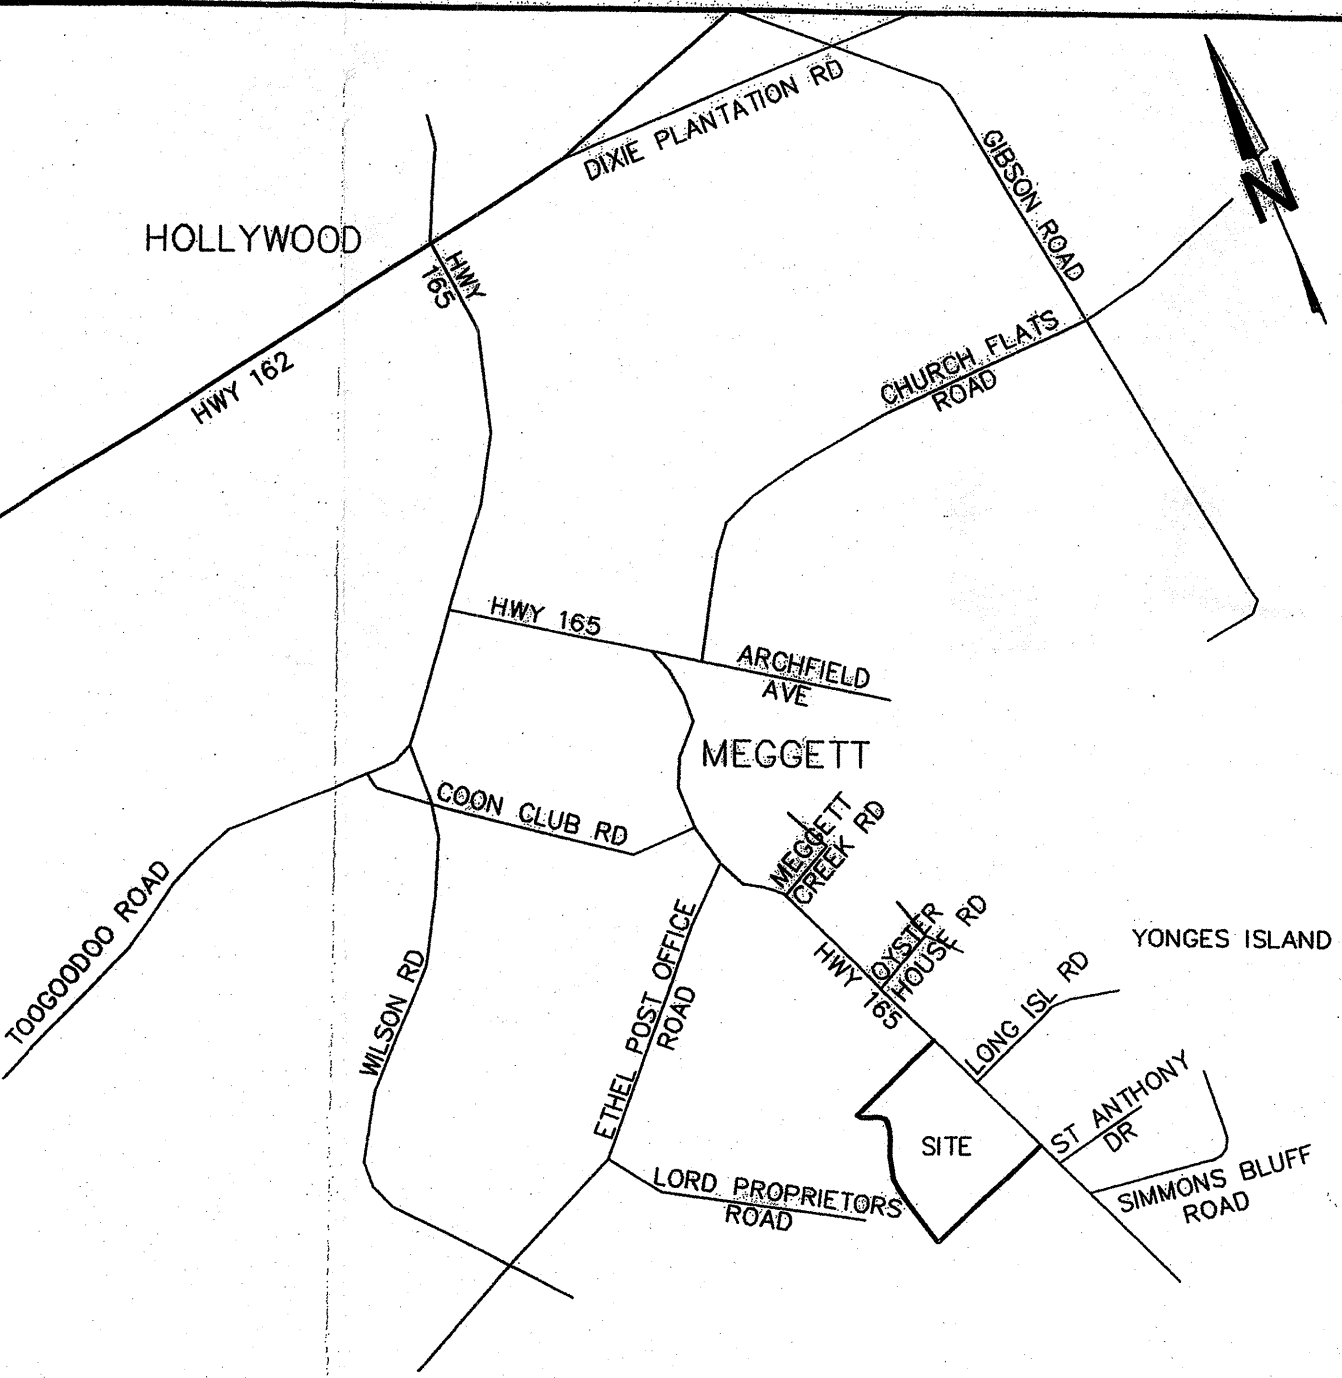 DIXIE PLANTATION RD
GIBSON ROAD
N
HOLLYWOOD
HWY
165
HWY 162
CHURCH FLATS
ROAD
HWY 165
ARCHFIELD
AVE
MEGGETT
COON CLUB RD
MEGGETT
CREEK RD
TOOGOODOO ROAD
WILSON RD
ETHEL POST OFFICE
ROAD
OYSTER
HOUSE RD
HWY 165
YONGES ISLAND
LONG ISL RD
ST ANTHONY
DR
SITE
SIMMONS BLUFF
ROAD
LORD PROPRIETORS
ROAD